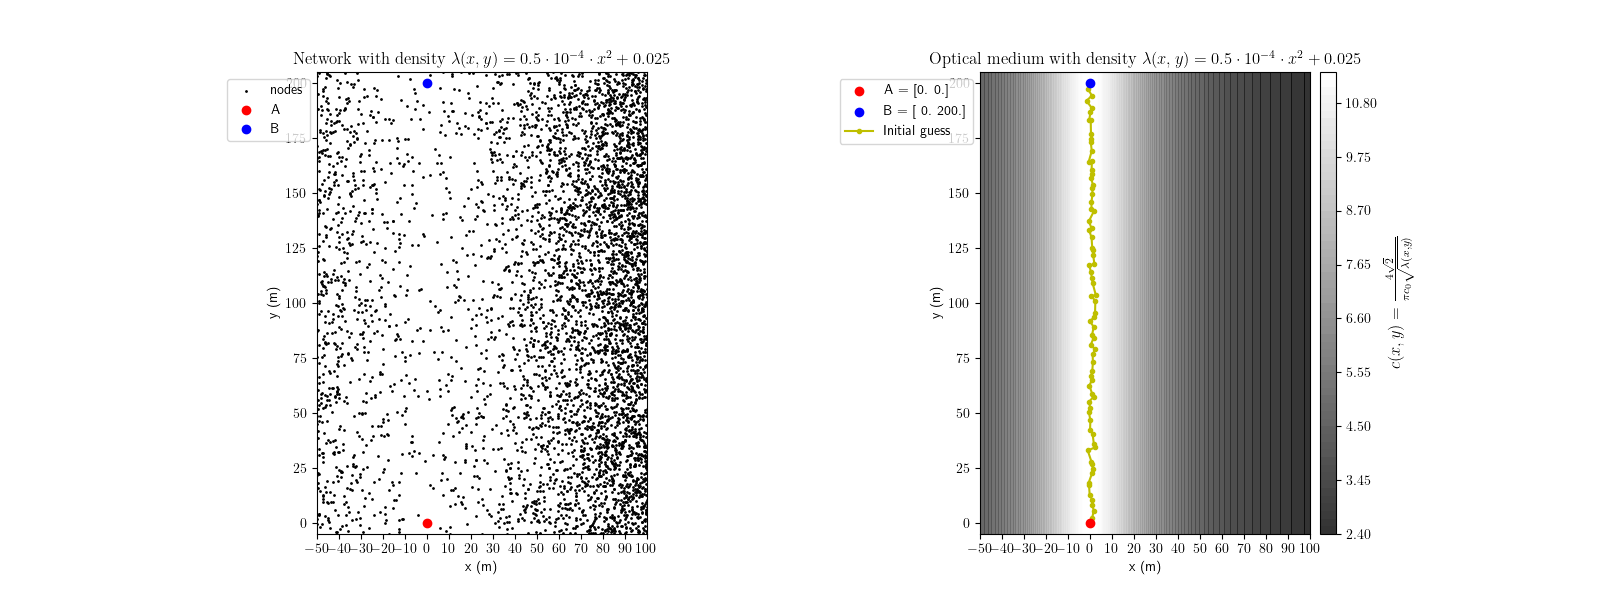 Network with density λ(x, y) = 0.5 · 10⁻⁴ · x² + 0.025
nodes
A
B
200
175
150
125
100
75
50
25
0
y (m)
−50 −40 −30 −20 −10 0 10 20 30 40 50 60 70 80 90 100
x (m)
Optical medium with density λ(x, y) = 0.5 · 10⁻⁴ · x² + 0.025
A = [0. 0.]
B = [ 0. 200.]
Initial guess
200
175
150
125
100
75
50
25
0
y (m)
−50 −40 −30 −20 −10 0 10 20 30 40 50 60 70 80 90 100
x (m)
10.80
9.75
8.70
7.65
6.60
5.55
4.50
3.45
2.40
c(x, y) = 4√2 / (πc₀√λ(x,y))